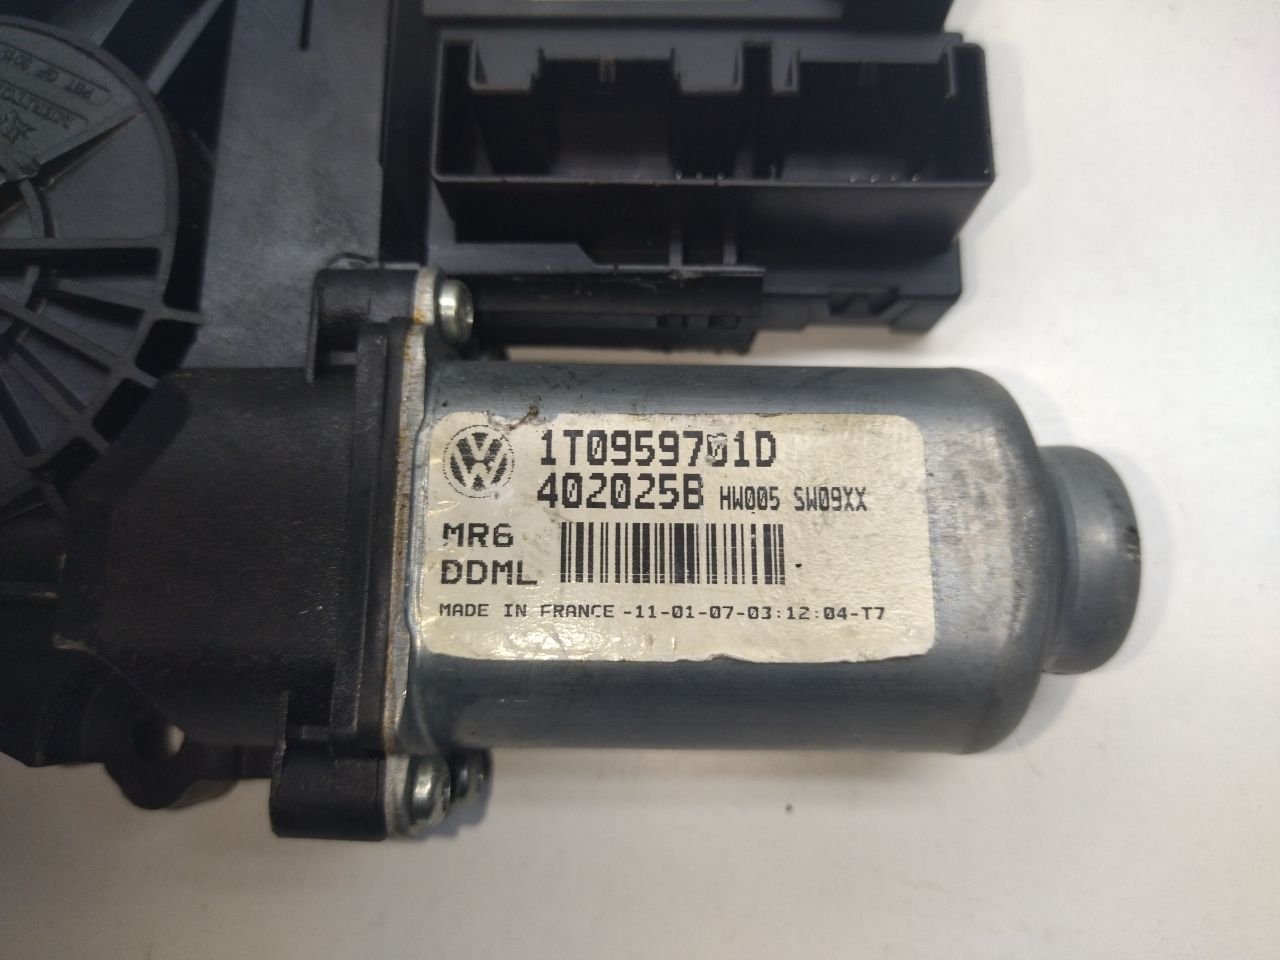 1T0959701D
402025B HW005 SW09XX
MR6
DDML
MADE IN FRANCE -11-01-07-03:12:04-T7